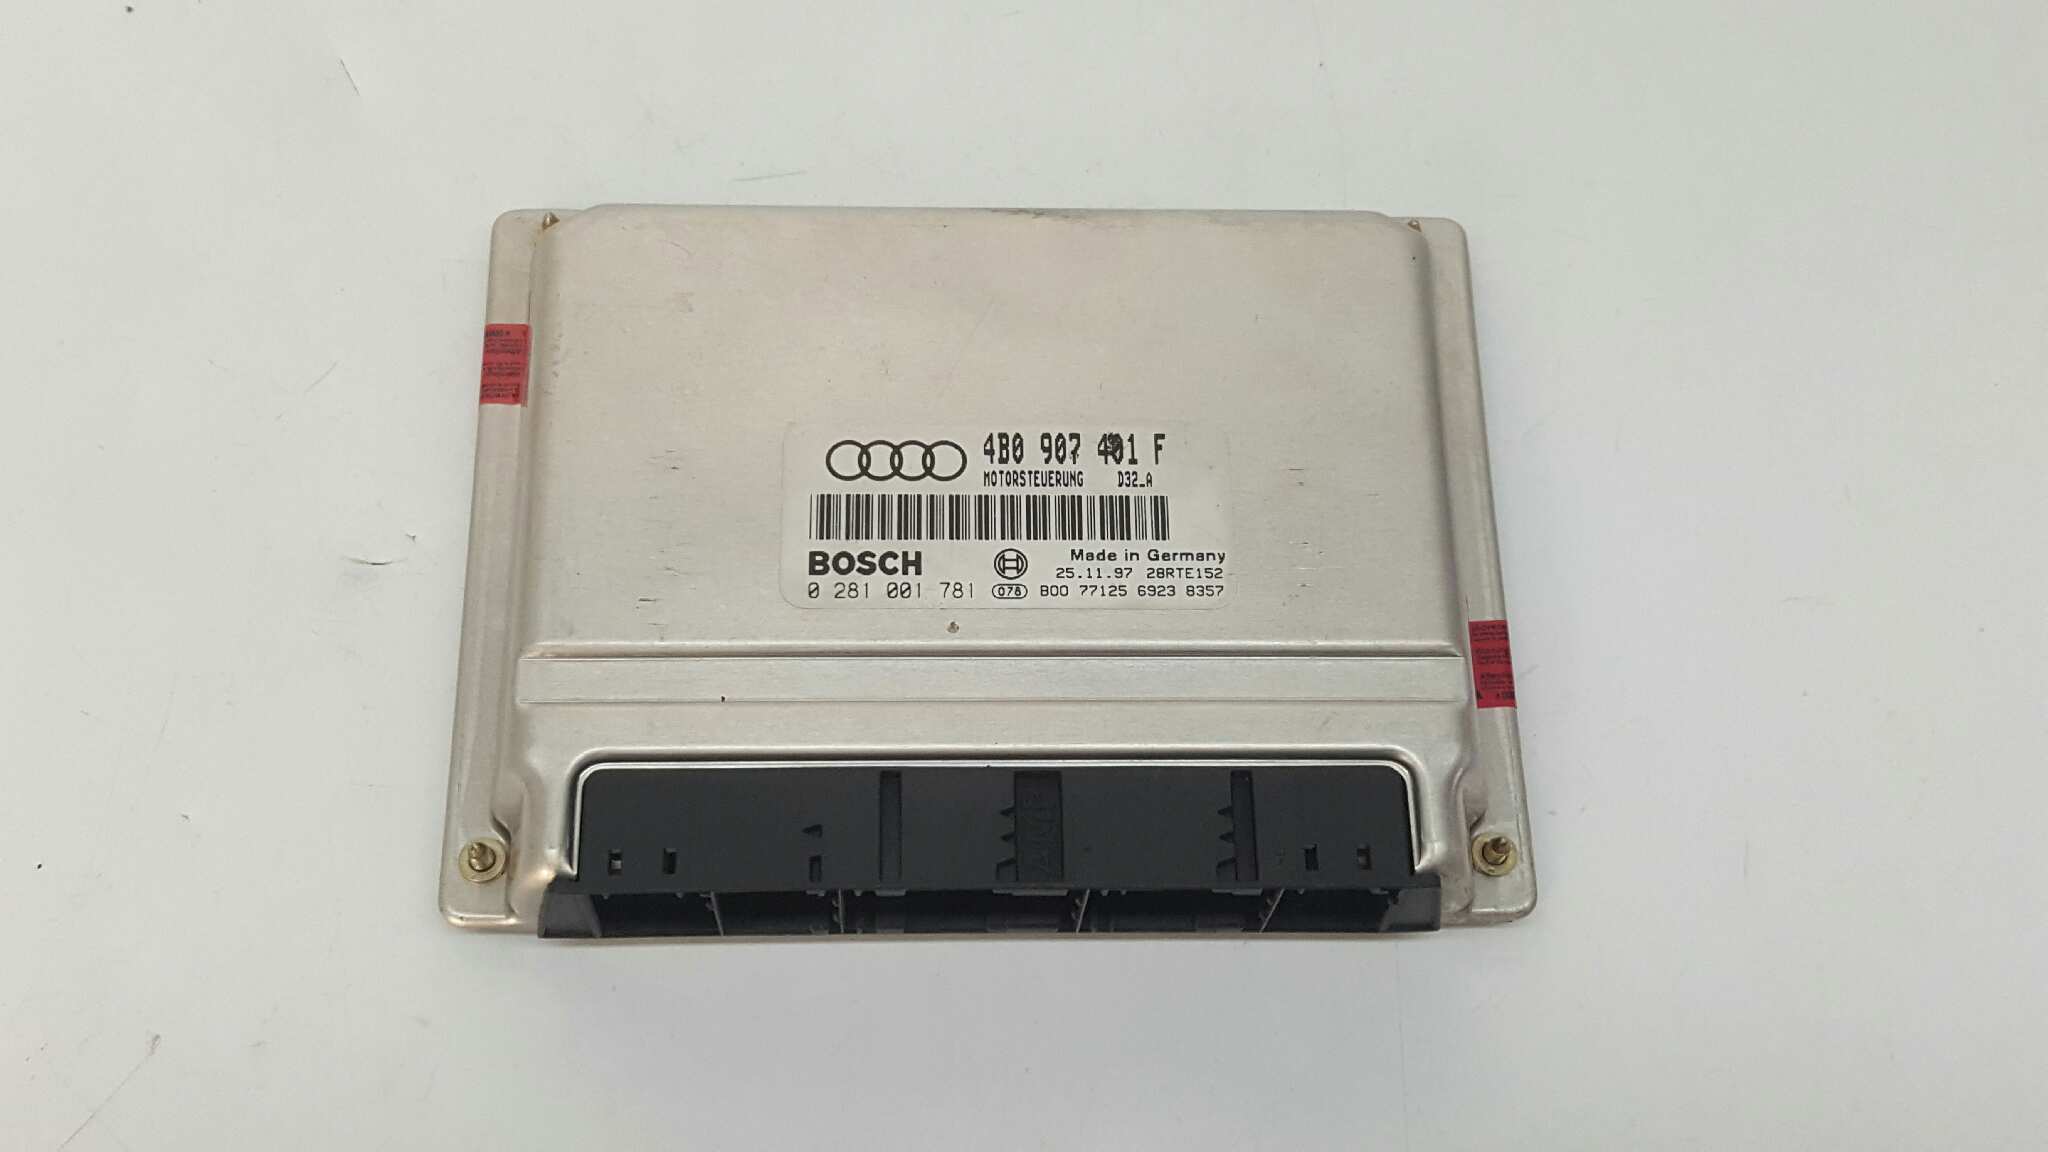 4B0 907 401 F
MOTORSTEUERUNG D32_A
BOSCH
Made in Germany
25.11.97 28RTE152
0 281 001 781 078 B00 77125 6923 8357